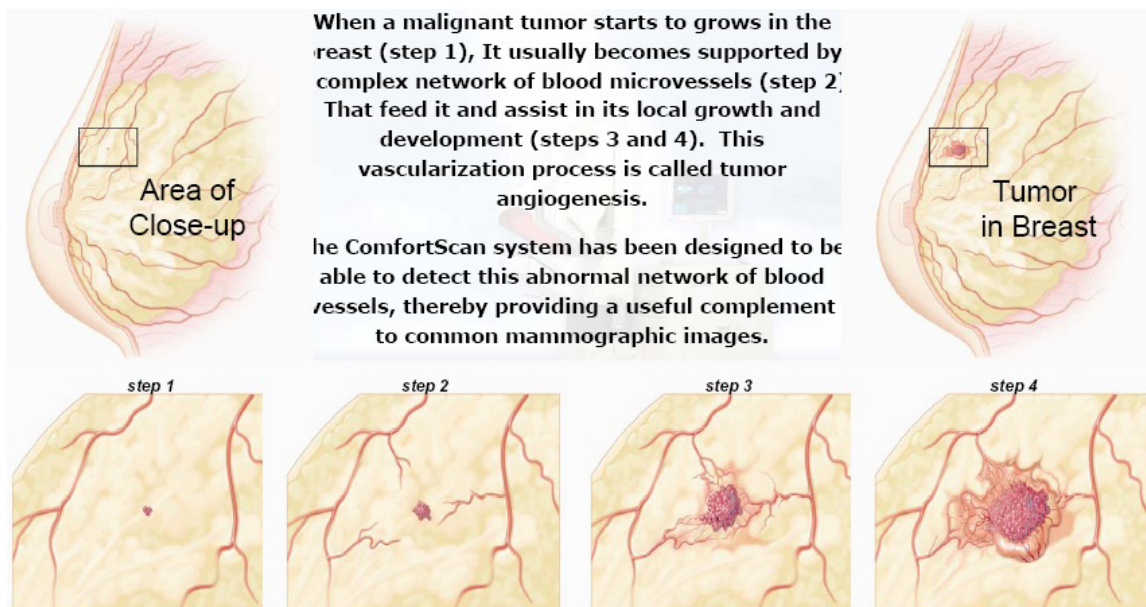 When a malignant tumor starts to grows in the
reast (step 1), It usually becomes supported by
complex network of blood microvessels (step 2)
That feed it and assist in its local growth and
development (steps 3 and 4). This
vascularization process is called tumor
angiogenesis.
he ComfortScan system has been designed to be
able to detect this abnormal network of blood
vessels, thereby providing a useful complement
to common mammographic images.
Area of
Close-up
Tumor
in Breast
step 1
step 2
step 3
step 4